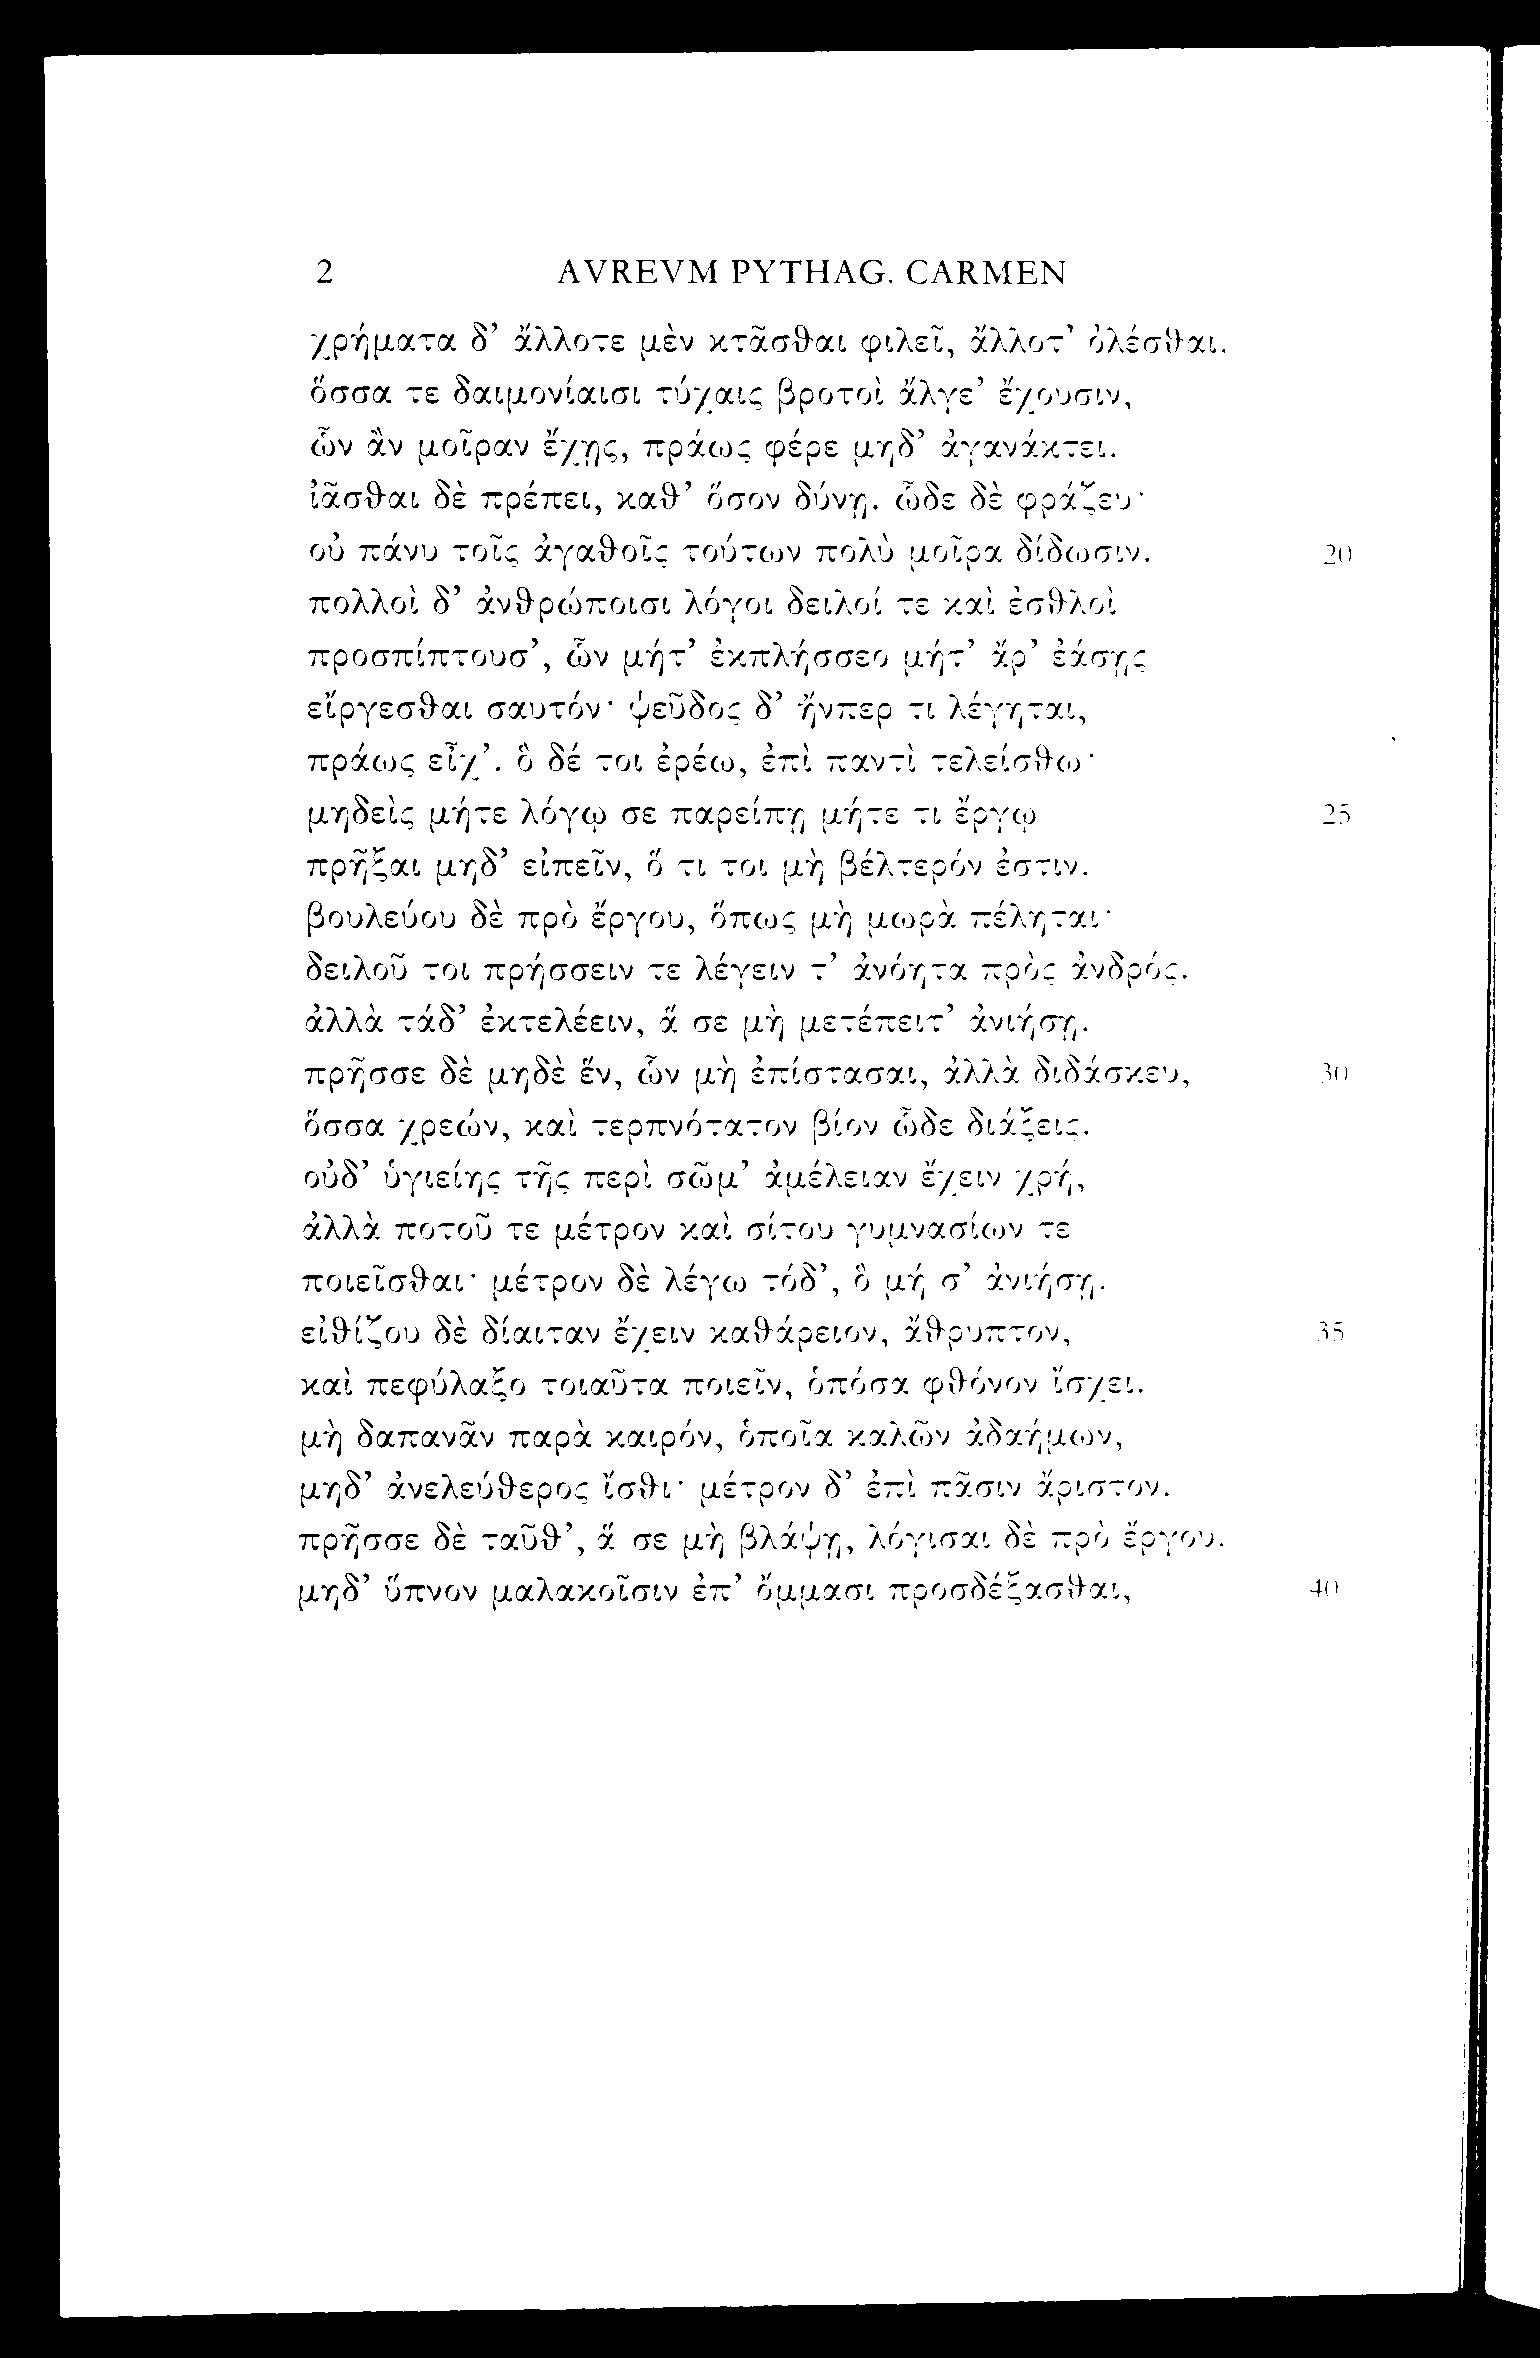 2 AVREVM PYTHAG. CARMEN
χρήματα δ’ ἄλλοτε μὲν κτᾶσϑαι φιλεῖ, ἄλλοτ’ ὀλέσϑαι.
ὅσσα τε δαιμονίαισι τύχαις βροτοὶ ἄλγε’ ἔχουσιν,
ὧν ἂν μοῖραν ἔχῃς, πράως φέρε μηδ’ ἀγανάκτει.
ἰᾶσϑαι δὲ πρέπει, καϑ’ ὅσον δύνῃ. ὧδε δὲ φράζευ·
οὐ πάνυ τοῖς ἀγαϑοῖς τούτων πολὺ μοῖρα δίδωσιν. 20
πολλοὶ δ’ ἀνϑρώποισι λόγοι δειλοί τε καὶ ἐσϑλοὶ
προσπίπτουσ’, ὧν μήτ’ ἐκπλήσσεο μήτ’ ἄρ’ ἐάσῃς
εἴργεσϑαι σαυτόν· ψεῦδος δ’ ἤνπερ τι λέγηται,
πράως εἶχ’. ὃ δέ τοι ἐρέω, ἐπὶ παντὶ τελείσϑω·
μηδεὶς μήτε λόγῳ σε παρείπῃ μήτε τι ἔργῳ 25
πρῆξαι μηδ’ εἰπεῖν, ὅ τι τοι μὴ βέλτερόν ἐστιν.
βουλεύου δὲ πρὸ ἔργου, ὅπως μὴ μωρὰ πέληται·
δειλοῦ τοι πρήσσειν τε λέγειν τ’ ἀνόητα πρὸς ἀνδρός.
ἀλλὰ τάδ’ ἐκτελέειν, ἅ σε μὴ μετέπειτ’ ἀνιήσῃ.
πρῆσσε δὲ μηδὲ ἕν, ὧν μὴ ἐπίστασαι, ἀλλὰ διδάσκευ, 30
ὅσσα χρεών, καὶ τερπνότατον βίον ὧδε διάξεις.
οὐδ’ ὑγιείης τῆς περὶ σῶμ’ ἀμέλειαν ἔχειν χρή,
ἀλλὰ ποτοῦ τε μέτρον καὶ σίτου γυμνασίων τε
ποιεῖσϑαι· μέτρον δὲ λέγω τόδ’, ὃ μή σ’ ἀνιήσῃ.
εἰϑίζου δὲ δίαιταν ἔχειν καϑάρειον, ἄϑρυπτον, 35
καὶ πεφύλαξο τοιαῦτα ποιεῖν, ὁπόσα φϑόνον ἴσχει.
μὴ δαπανᾶν παρὰ καιρόν, ὁποῖα καλῶν ἀδαήμων,
μηδ’ ἀνελεύϑερος ἴσϑι· μέτρον δ’ ἐπὶ πᾶσιν ἄριστον.
πρῆσσε δὲ ταῦϑ’, ἅ σε μὴ βλάψῃ, λόγισαι δὲ πρὸ ἔργου.
μηδ’ ὕπνον μαλακοῖσιν ἐπ’ ὄμμασι προσδέξασϑαι, 40